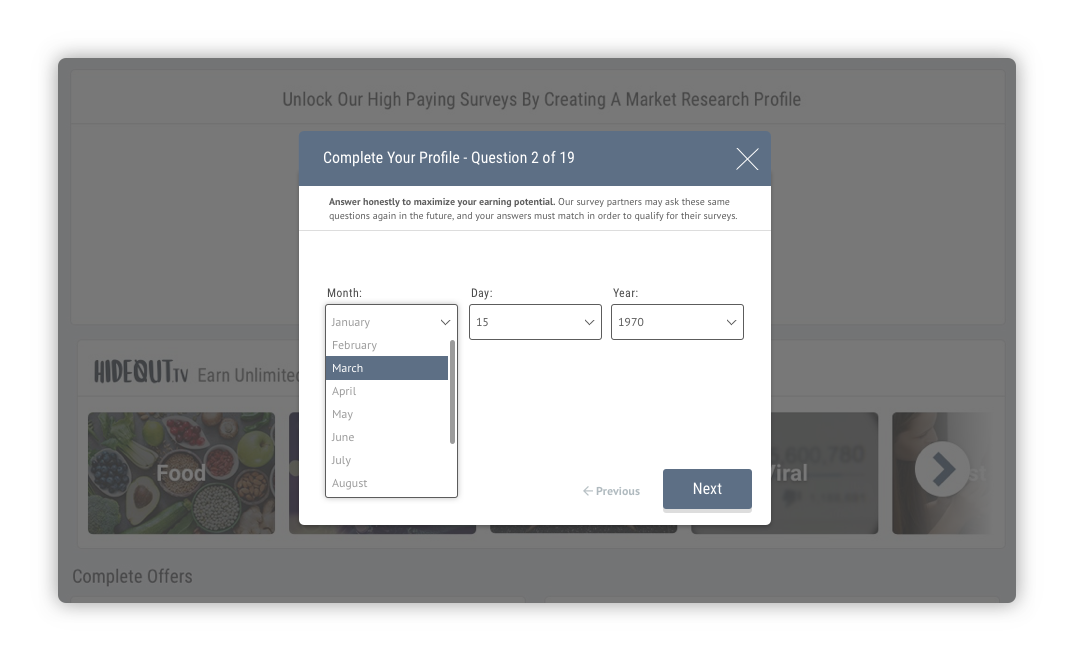 Unlock Our High Paying Surveys By Creating A Market Research Profile
Complete Your Profile - Question 2 of 19
Answer honestly to maximize your earning potential. Our survey partners may ask these same
questions again in the future, and your answers must match in order to qualify for their surveys.
Month:
Day:
Year:
January
15
1970
February
March
April
May
June
July
August
Previous
Next
HIDEOUT.TV Earn Unlimited
Food
Viral
Complete Offers